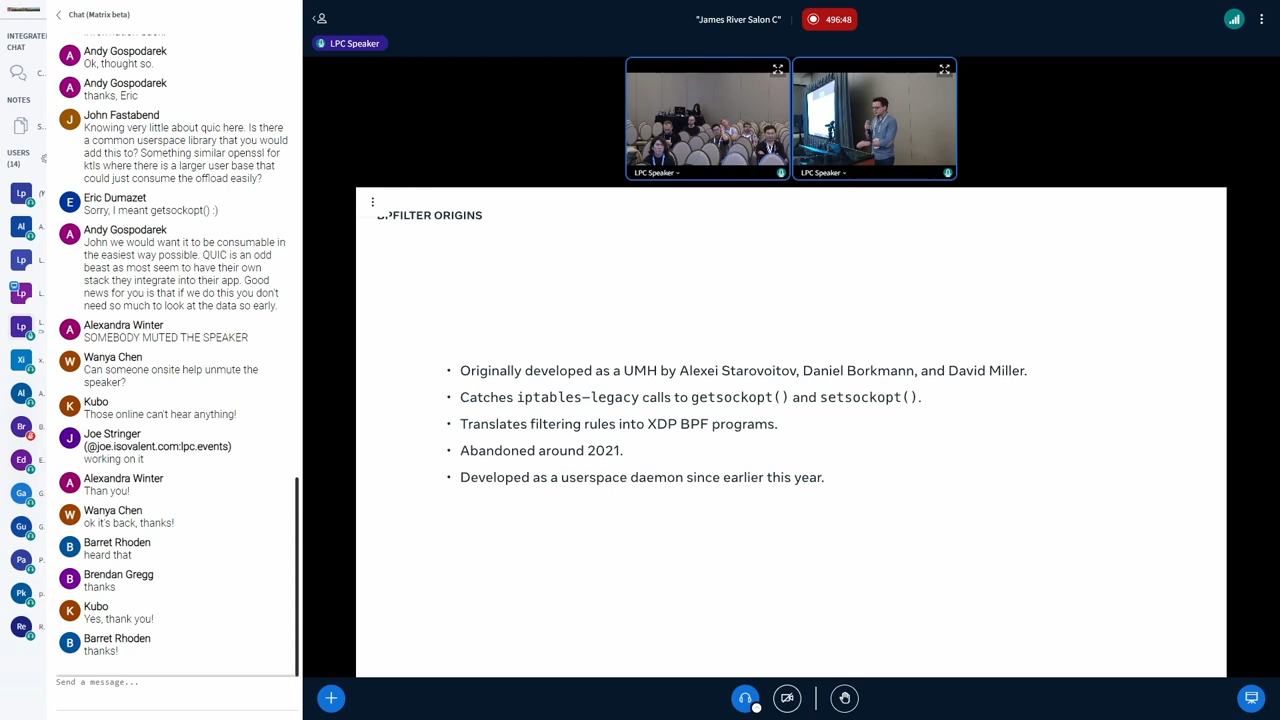 Chat (Matrix beta)
INTEGRATE
CHAT
C..
NOTES
S..
USERS
(14)
Andy Gospodarek
Ok, thought so.
Andy Gospodarek
thanks, Eric
John Fastabend
Knowing very little about quic here. Is there
a common userspace library that you would
add this to? Something similar openssl for
ktls where there is a larger user base that
could just consume the offload easily?
Eric Dumazet
Sorry, I meant getsockopt() :)
Andy Gospodarek
John we would want it to be consumable in
the easiest way possible. QUIC is an odd
beast as most seem to have their own
stack they integrate into their app. Good
news for you is that if we do this you don't
need so much to look at the data so early.
Alexandra Winter
SOMEBODY MUTED THE SPEAKER
Wanya Chen
Can someone onsite help unmute the
speaker?
Kubo
Those online can't hear anything!
Joe Stringer
(@joe.isovalent.com:lpc.events)
working on it
Alexandra Winter
Than you!
Wanya Chen
ok it's back, thanks!
Barret Rhoden
heard that
Brendan Gregg
thanks
Kubo
Yes, thank you!
Barret Rhoden
thanks!
Send a message...
"James River Salon C"
496:48
LPC Speaker
LPC Speaker
LPC Speaker
BPFILTER ORIGINS
• Originally developed as a UMH by Alexei Starovoitov, Daniel Borkmann, and David Miller.
• Catches iptables-legacy calls to getsockopt() and setsockopt().
• Translates filtering rules into XDP BPF programs.
• Abandoned around 2021.
• Developed as a userspace daemon since earlier this year.